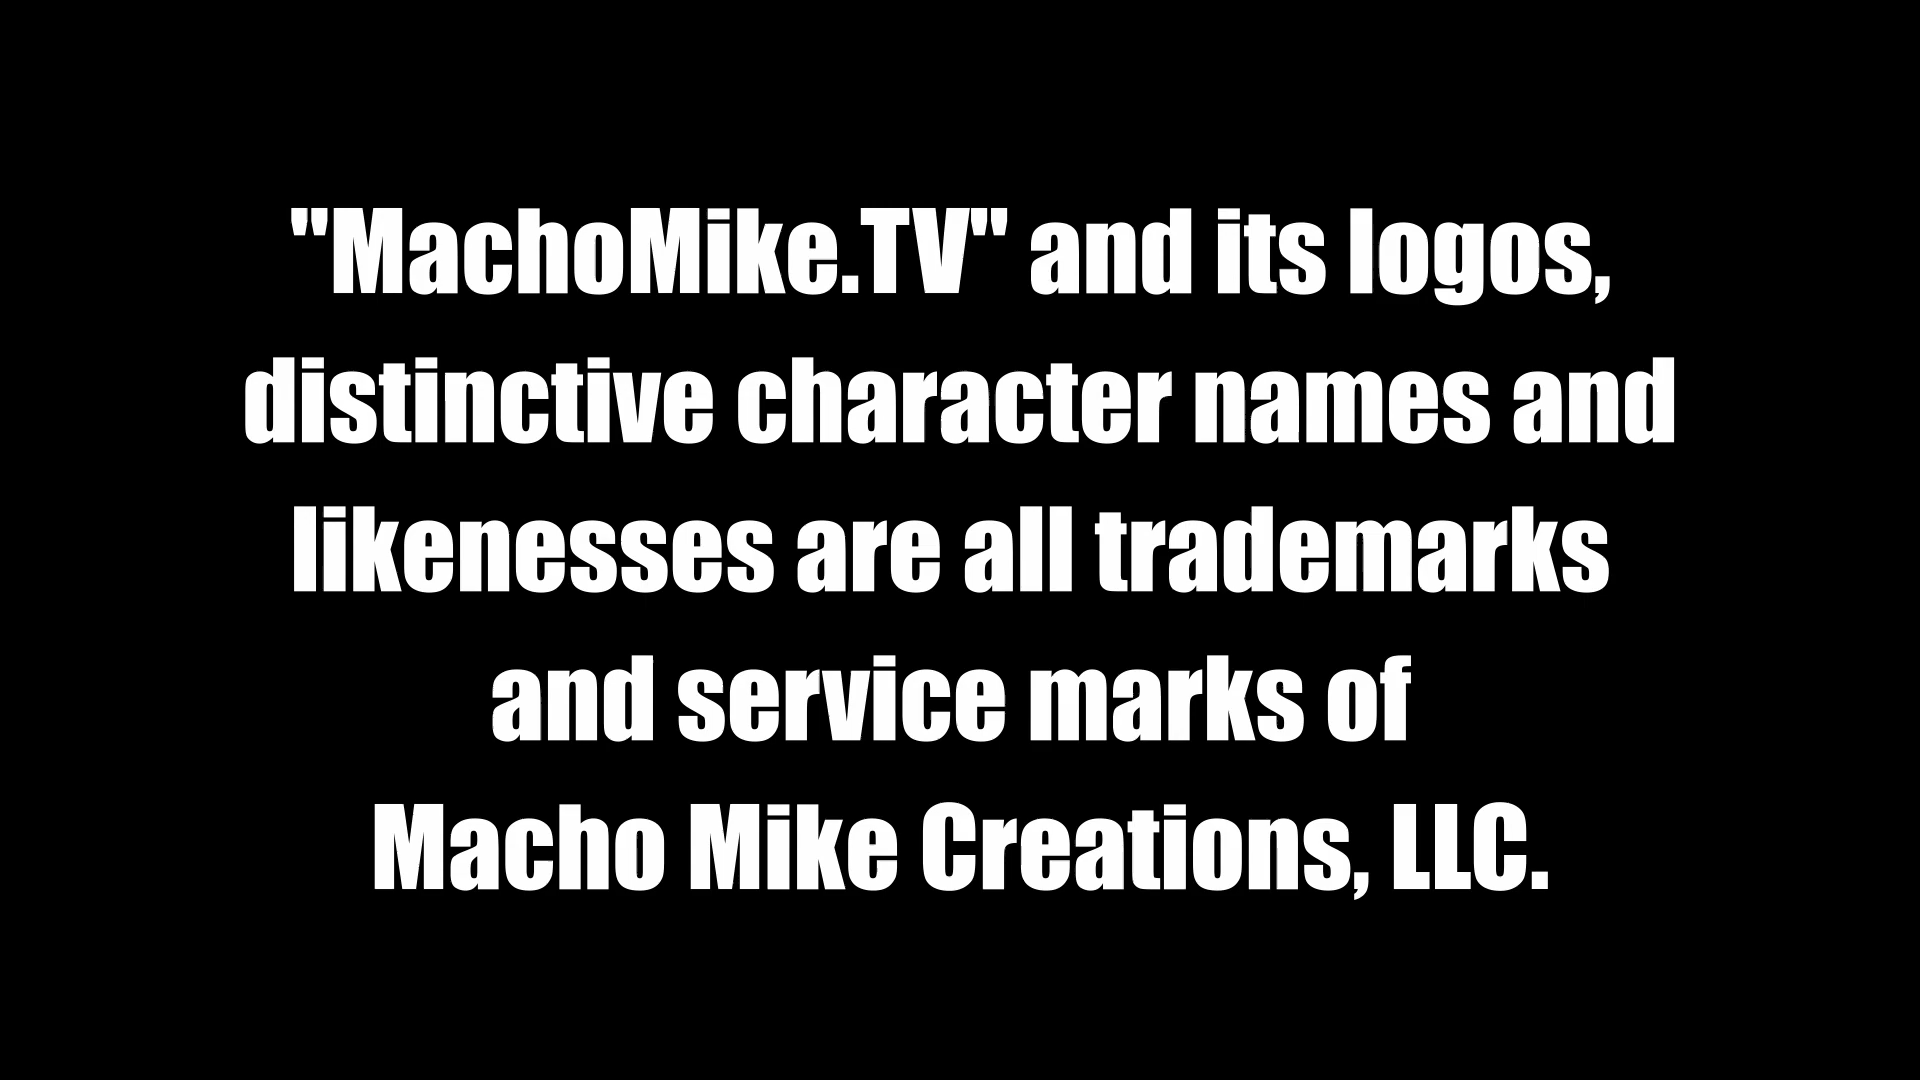 "MachoMike.TV" and its logos,
distinctive character names and
likenesses are all trademarks
and service marks of
Macho Mike Creations, LLC.